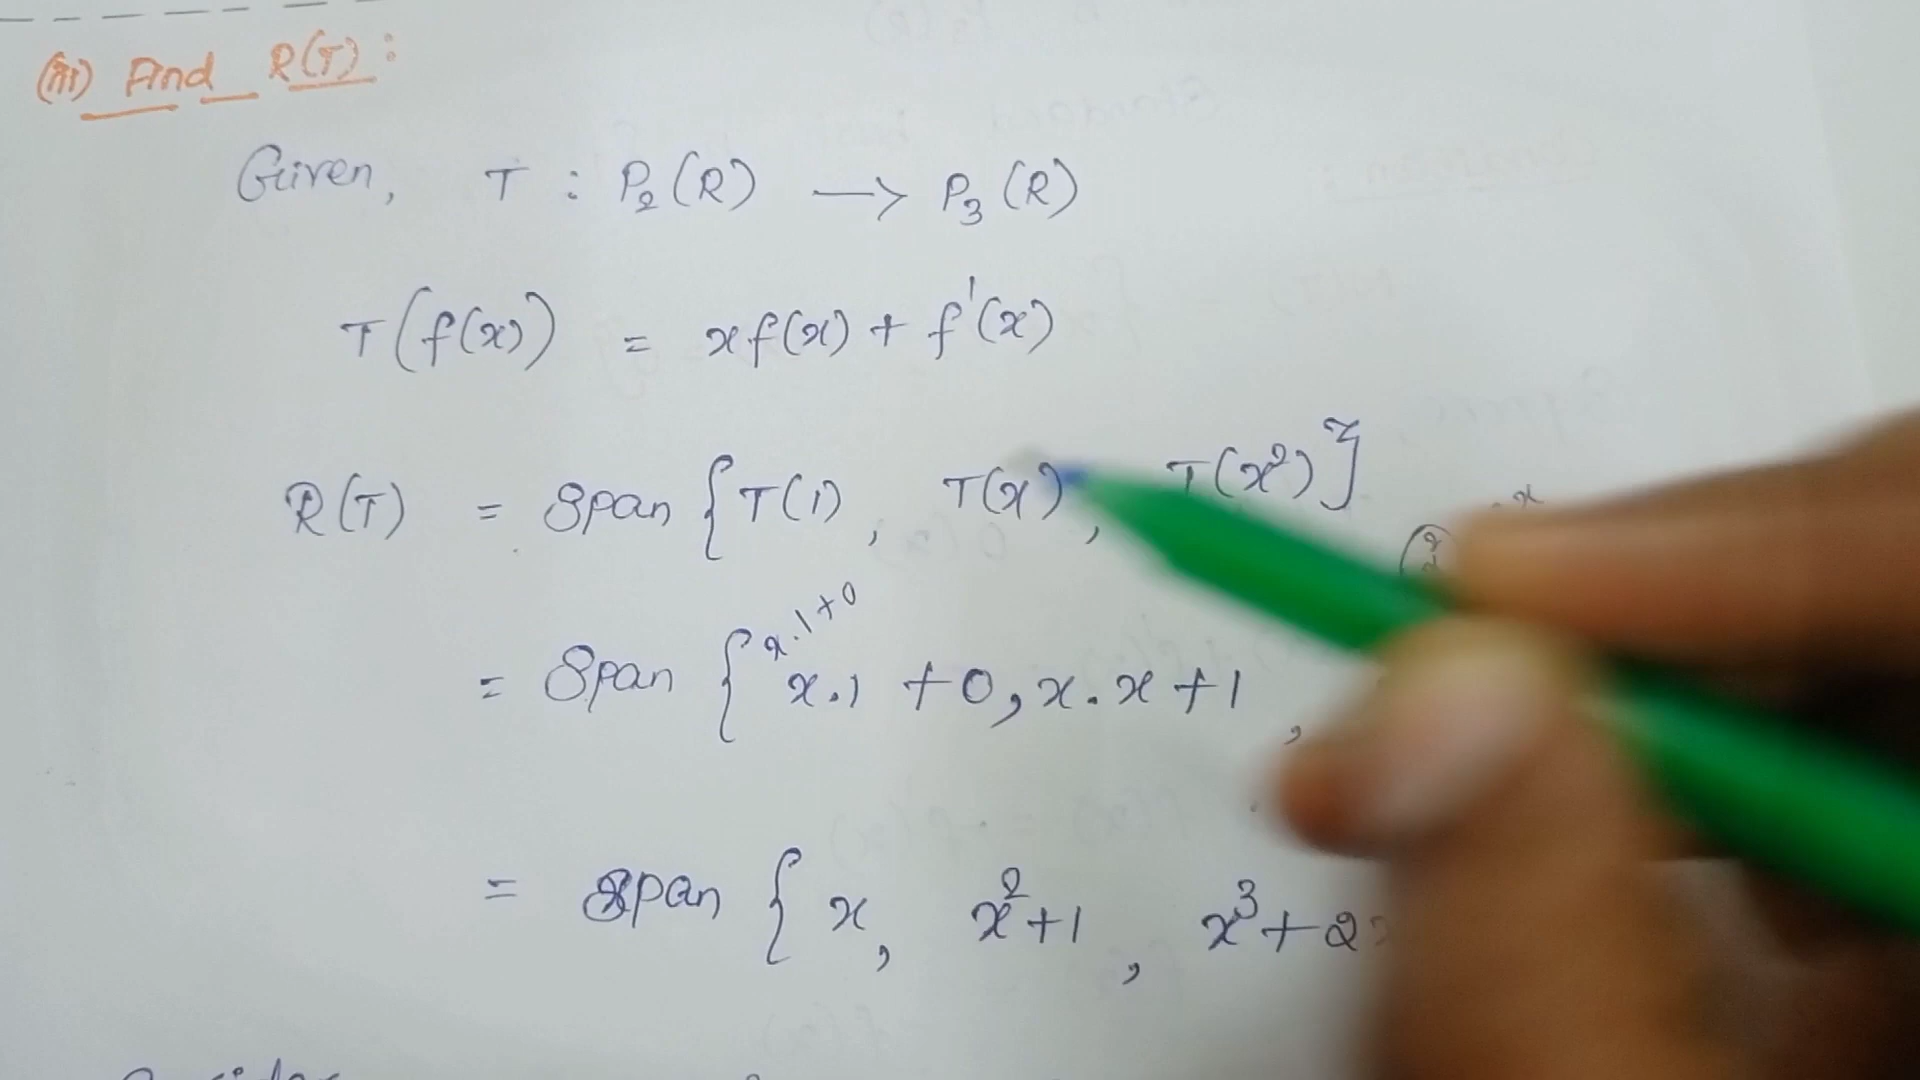 (iii) Find R(T):
Given, T : P₂(R) → P₃(R)
T(f(x)) = xf(x) + f'(x)
R(T) = Span {T(1), T(x), T(x²)}
x.1+0
= Span { x.1 +0, x.x+1,
= Span { x, x²+1, x³+2